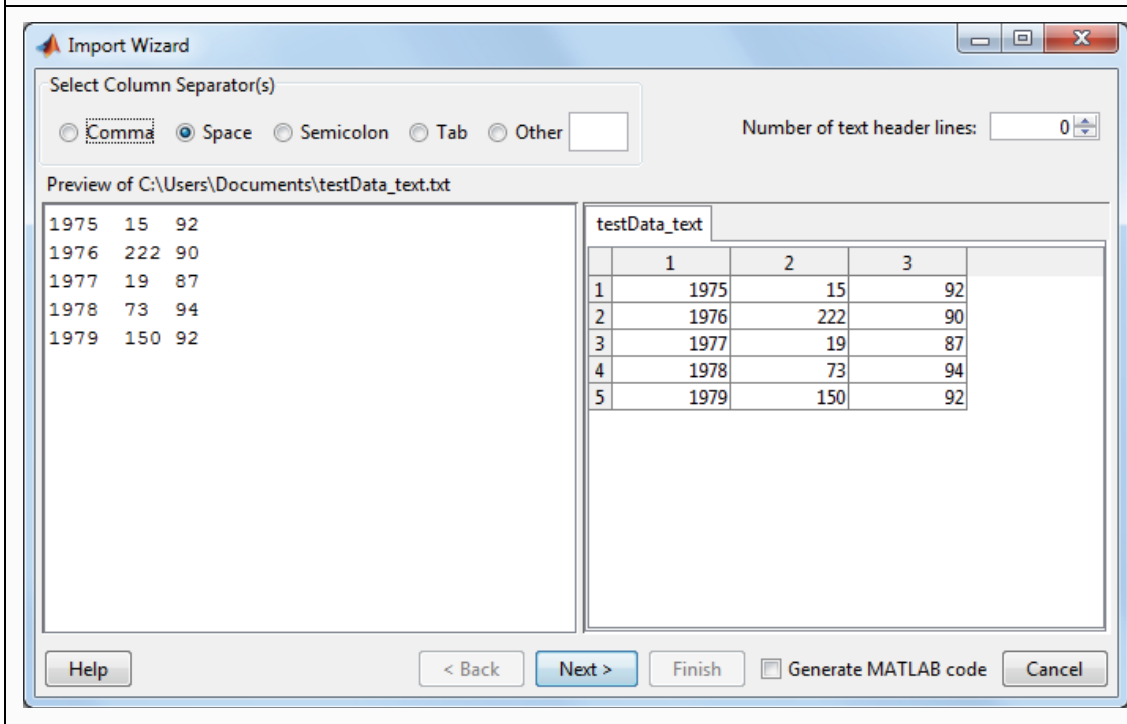 Import Wizard
Select Column Separator(s)
Comma Space Semicolon Tab Other
Number of text header lines: 0
Preview of C:\Users\Documents\testData_text.txt
1975 15 92
1976 222 90
1977 19 87
1978 73 94
1979 150 92
testData_text
1 2 3
1 1975 15 92
2 1976 222 90
3 1977 19 87
4 1978 73 94
5 1979 150 92
Help < Back Next > Finish Generate MATLAB code Cancel